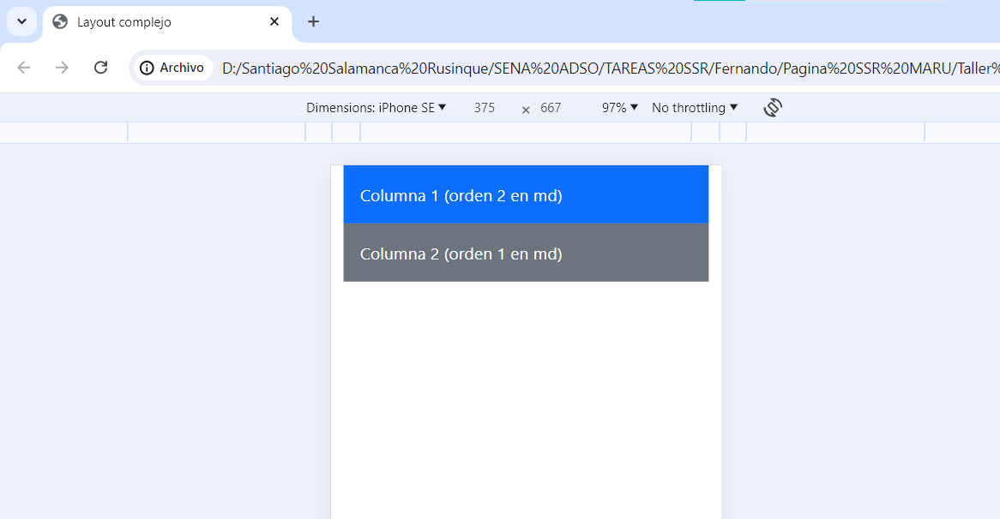 Layout complejo
Archivo D:/Santiago%20Salamanca%20Rusinque/SENA%20ADSO/TAREAS%20SSR/Fernando/Pagina%20SSR%20MARU/Taller%
Dimensions: iPhone SE 375 × 667 97% No throttling
Columna 1 (orden 2 en md)
Columna 2 (orden 1 en md)